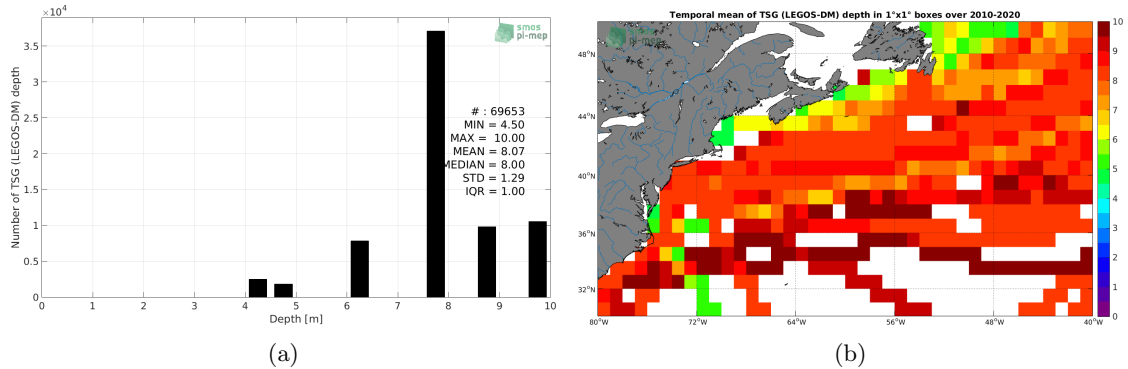 ×10⁴
smos
pi-mep
3.5
3
2.5
2
1.5
1
0.5
0
Number of TSG (LEGOS-DM) depth
# : 69653
MIN = 4.50
MAX = 10.00
MEAN = 8.07
MEDIAN = 8.00
STD = 1.29
IQR = 1.00
0 1 2 3 4 5 6 7 8 9 10
Depth [m]
(a)
Temporal mean of TSG (LEGOS-DM) depth in 1°x1° boxes over 2010-2020
smos
pi-mep
48°N
44°N
40°N
36°N
32°N
80°W 72°W 64°W 56°W 48°W 40°W
10
9
8
7
6
5
4
3
2
1
0
(b)